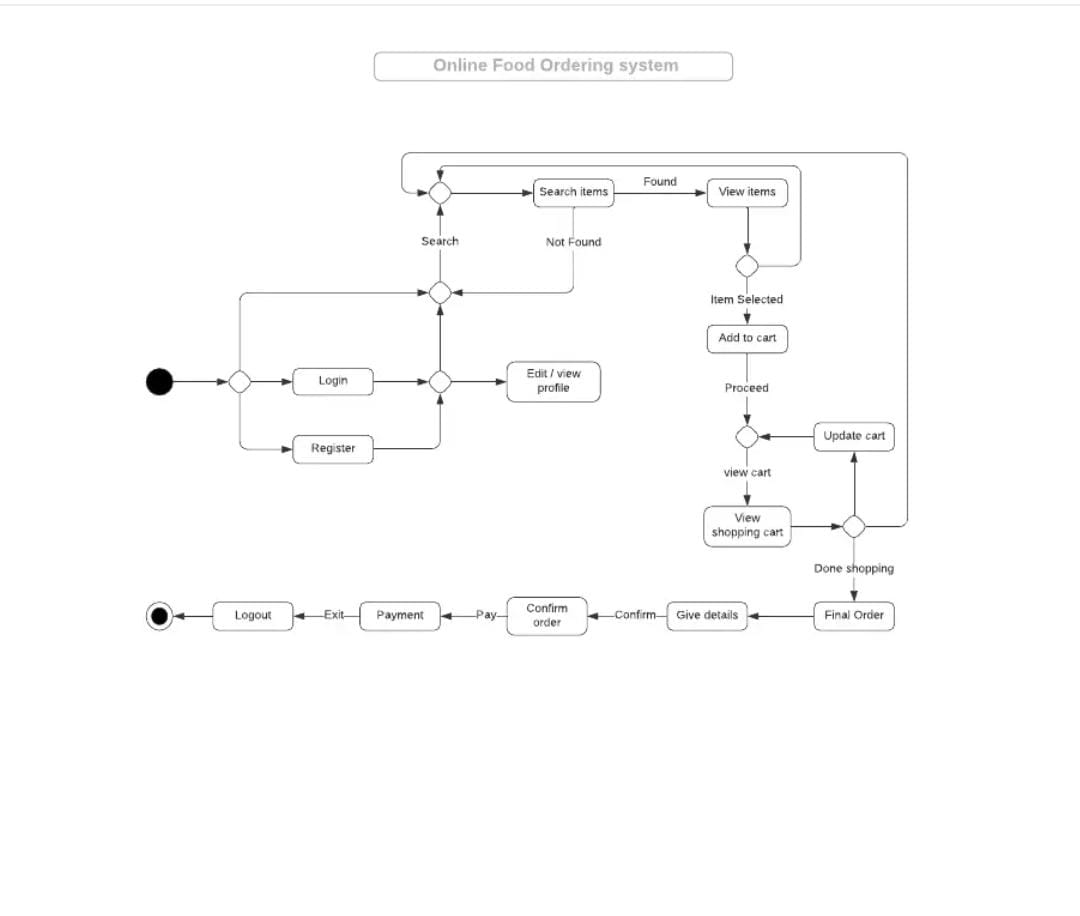 Online Food Ordering system
Search items
Found
View items
Search
Not Found
Item Selected
Add to cart
Login
Edit / view
profile
Proceed
Register
Update cart
view cart
View
shopping cart
Done shopping
Logout
Exit
Payment
Pay
Confirm
order
Confirm
Give details
Final Order